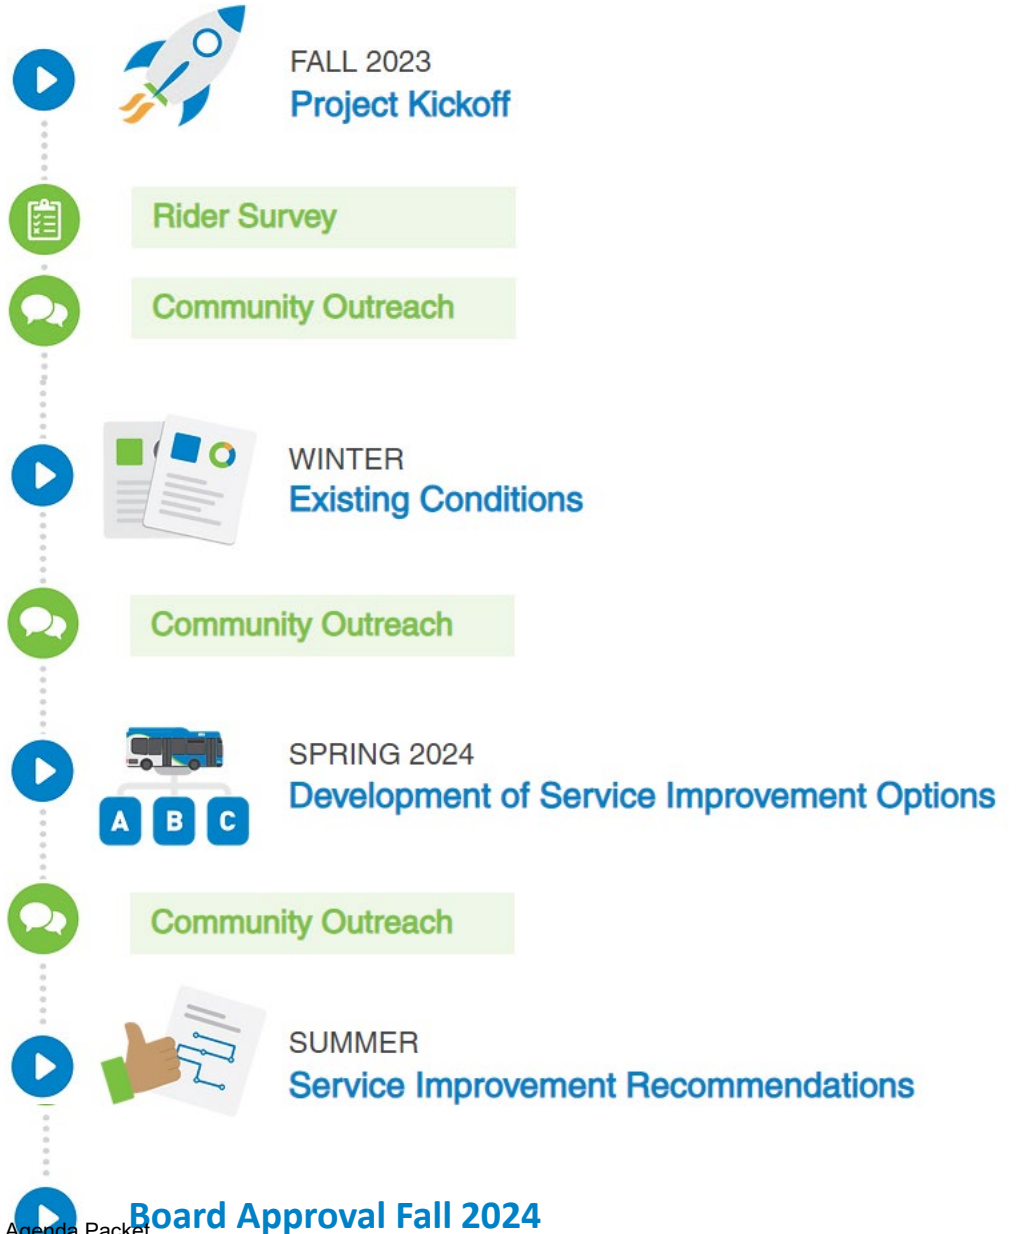 FALL 2023
Project Kickoff
Rider Survey
Community Outreach
WINTER
Existing Conditions
Community Outreach
SPRING 2024
Development of Service Improvement Options
A B C
Community Outreach
SUMMER
Service Improvement Recommendations
Board Approval Fall 2024
Agenda Packet